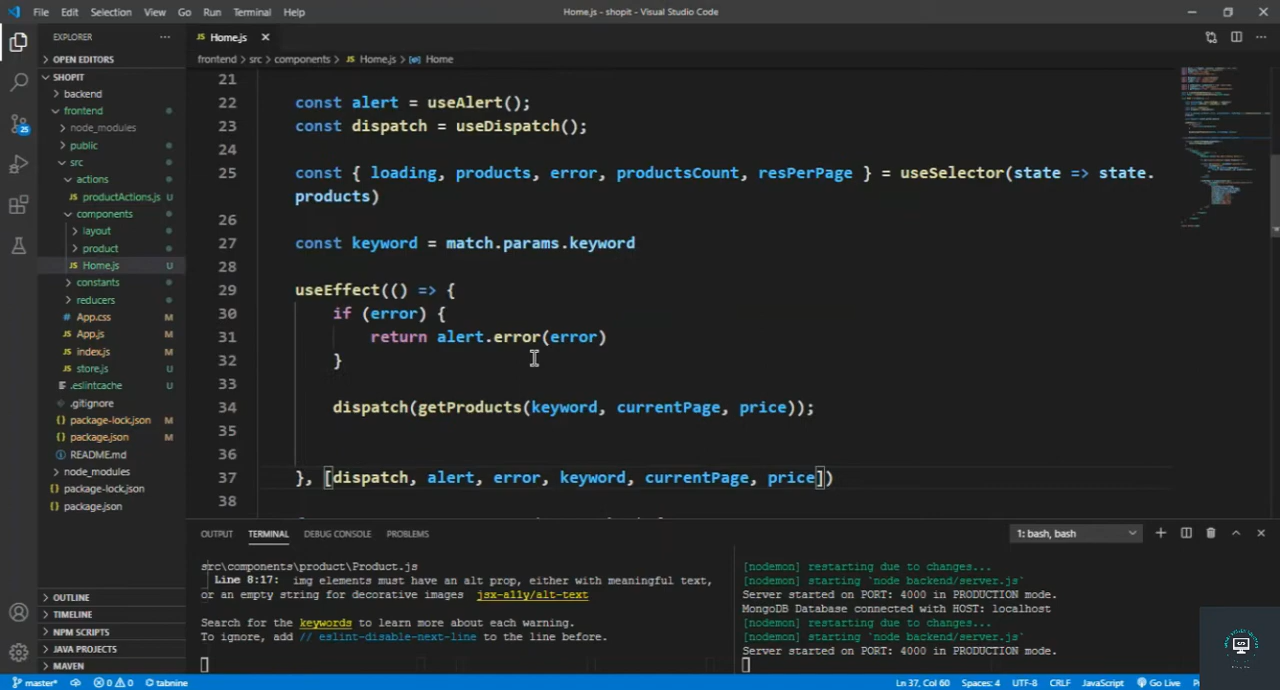 File Edit Selection View Go Run Terminal Help
Home.js - shopit - Visual Studio Code
EXPLORER
OPEN EDITORS
SHOPIT
backend
frontend
node_modules
public
src
actions
JS productActions.js U
components
layout
product
JS Home.js U
constants
reducers
# App.css M
JS App.js M
JS index.js M
JS store.js U
.eslintcache U
.gitignore
{} package-lock.json M
{} package.json M
README.md
node_modules
{} package-lock.json
{} package.json
OUTLINE
TIMELINE
NPM SCRIPTS
JAVA PROJECTS
MAVEN
25
JS Home.js
frontend > src > components > JS Home.js > Home
21
22 const alert = useAlert();
23 const dispatch = useDispatch();
24
25 const { loading, products, error, productsCount, resPerPage } = useSelector(state => state.
products)
26
27 const keyword = match.params.keyword
28
29 useEffect(() => {
30 if (error) {
31 return alert.error(error)
32 }
33
34 dispatch(getProducts(keyword, currentPage, price));
35
36
37 }, [dispatch, alert, error, keyword, currentPage, price])
38
OUTPUT TERMINAL DEBUG CONSOLE PROBLEMS
1: bash, bash
src\components\product\Product.js
Line 8:17: img elements must have an alt prop, either with meaningful text,
or an empty string for decorative images jsx-a11y/alt-text
Search for the keywords to learn more about each warning.
To ignore, add // eslint-disable-next-line to the line before.
[nodemon] restarting due to changes...
[nodemon] starting `node backend/server.js`
Server started on PORT: 4000 in PRODUCTION mode.
MongoDB Database connected with HOST: localhost
[nodemon] restarting due to changes...
[nodemon] starting `node backend/server.js`
Server started on PORT: 4000 in PRODUCTION mode.
master* 0 0 tabnine
Ln 37, Col 60 Spaces: 4 UTF-8 CRLF JavaScript Go Live